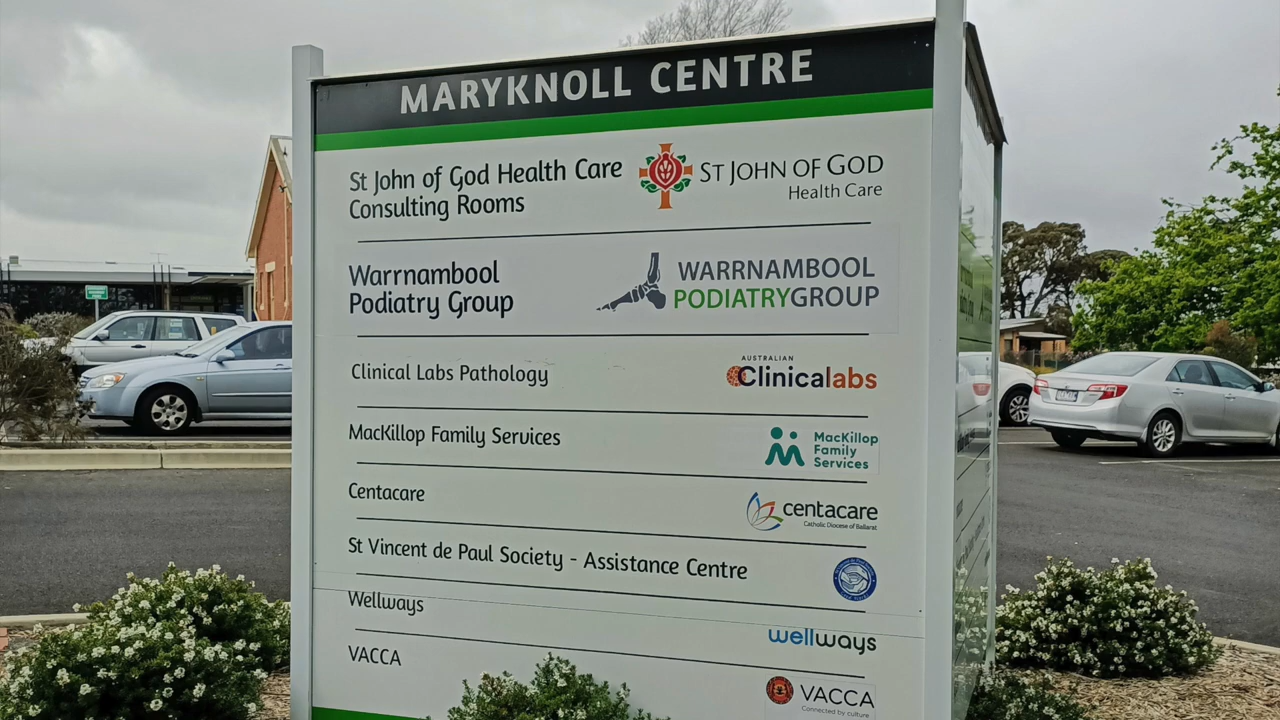 MARYKNOLL CENTRE
St John of God Health Care
Consulting Rooms
ST JOHN OF GOD
Health Care
Warrnambool
Podiatry Group
WARRNAMBOOL
PODIATRYGROUP
Clinical Labs Pathology
AUSTRALIAN
Clinicalabs
MacKillop Family Services
MacKillop
Family
Services
Centacare
centacare
Catholic Diocese of Ballarat
St Vincent de Paul Society - Assistance Centre
Wellways
wellways
VACCA
VACCA
Connected by culture